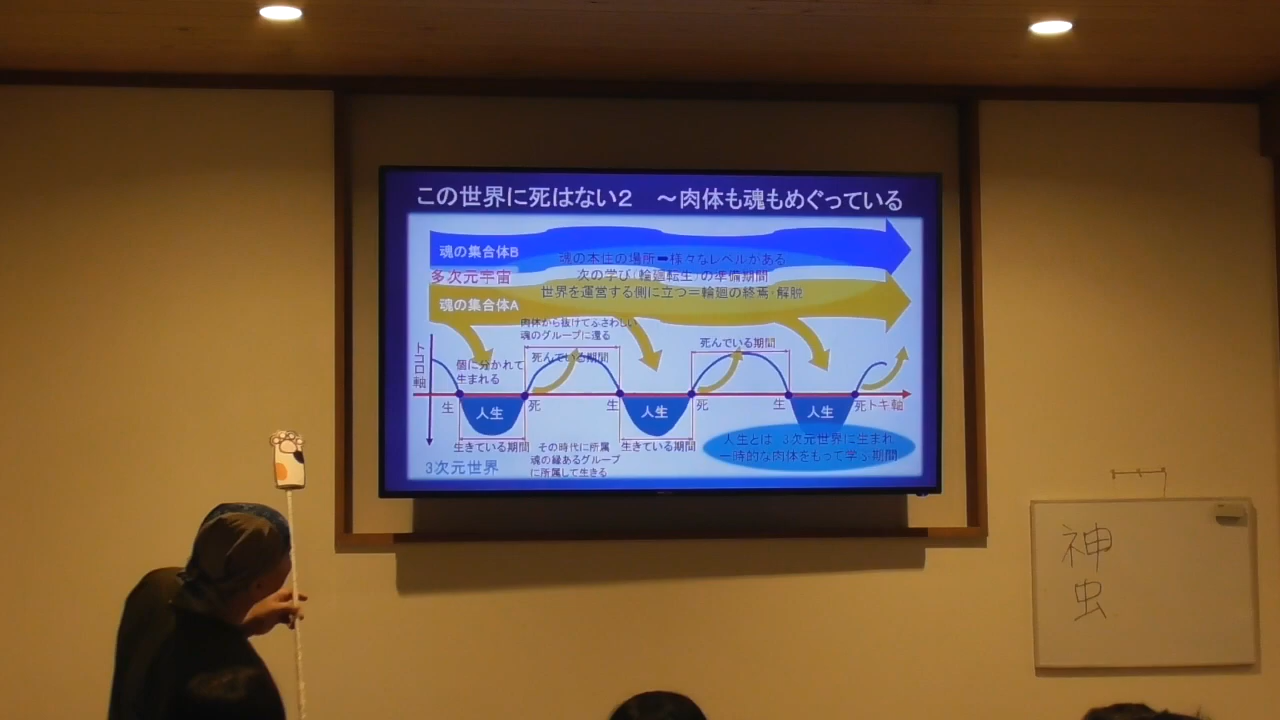 この世界に死はない2　～肉体も魂もめぐっている
魂の集合体B
魂の本住の場所➡様々なレベルがある
多次元宇宙
次の学び(輪廻転生)の準備期間
世界を運営する側に立つ＝輪廻の終焉・解脱
魂の集合体A
肉体から抜けてふさわしい
魂のグループに還る
トコロ軸
個に分かれて
生まれる
死んでいる期間
死んでいる期間
生
死
生
死
生
死
トキ軸
人生
人生
人生
生きている期間
その時代に所属
魂の縁あるグループ
に所属して生きる
生きている期間
人生とは 3次元世界に生まれ
一時的な肉体をもって学ぶ期間
3次元世界
神
虫